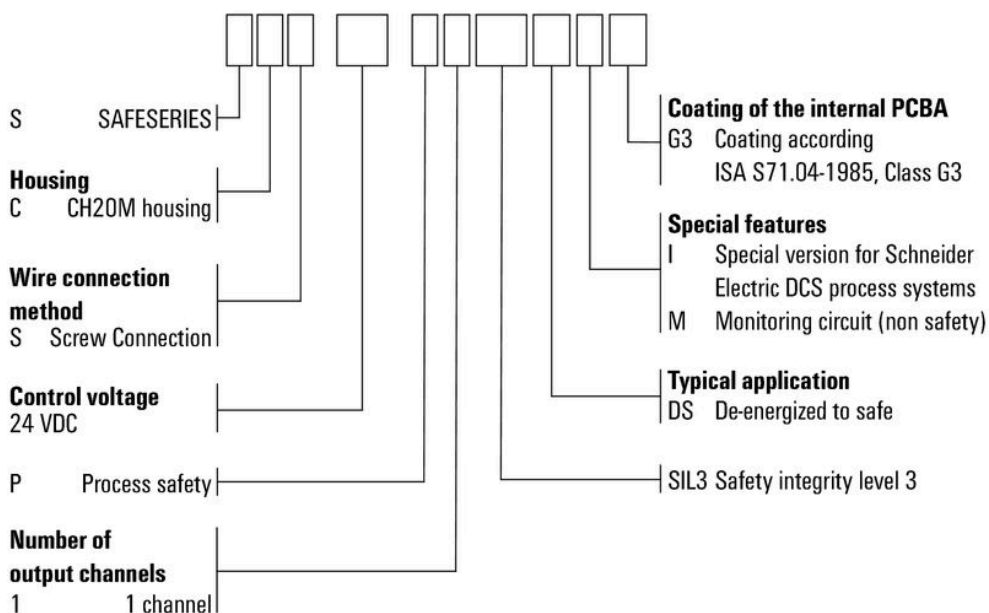 S SAFESERIES
Housing
C CH20M housing
Wire connection
method
S Screw Connection
Control voltage
24 VDC
P Process safety
Number of
output channels
1 1 channel
Coating of the internal PCBA
G3 Coating according
ISA S71.04-1985, Class G3
Special features
I Special version for Schneider
Electric DCS process systems
M Monitoring circuit (non safety)
Typical application
DS De-energized to safe
SIL3 Safety integrity level 3